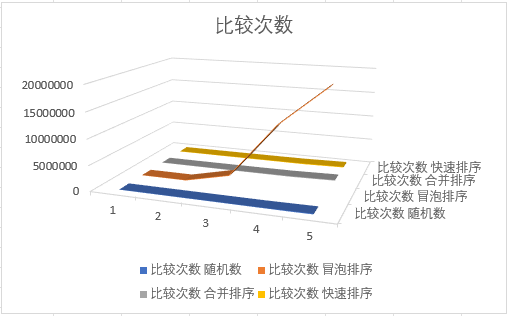 比较次数
20000000
15000000
10000000
5000000
0
1
2
3
4
5
比较次数 快速排序
比较次数 合并排序
比较次数 冒泡排序
比较次数 随机数
比较次数 随机数 比较次数 冒泡排序
比较次数 合并排序 比较次数 快速排序